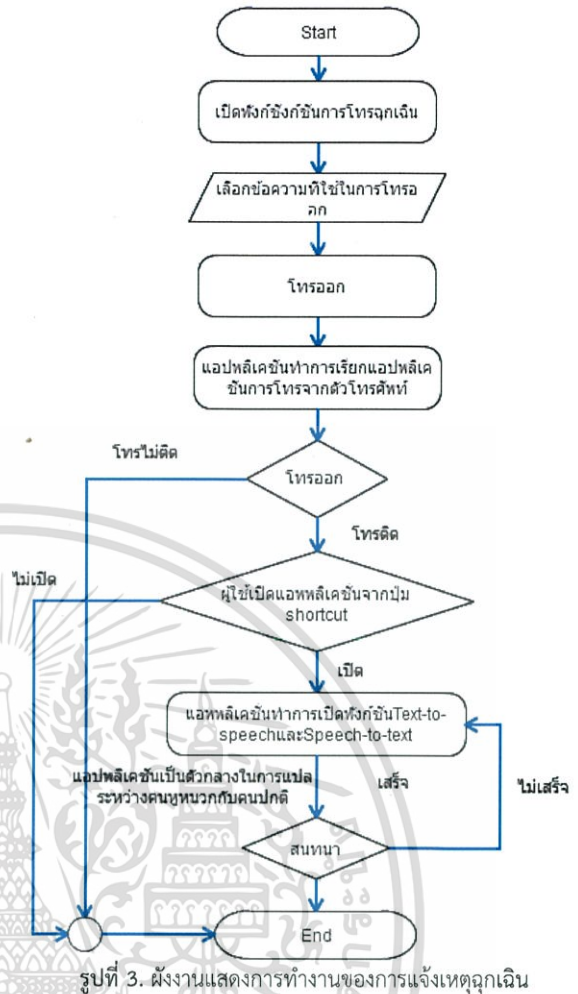 Start
เปิดฟังก์ชังก์ชันการโทรฉุกเฉิน
เลือกข้อความที่ใช้ในการโทรอ
อก
โทรออก
แอปพลิเคชันทำการเรียกแอปพลิเค
ชันการโทรจากตัวโทรศัพท์
โทรไม่ติด
โทรออก
โทรติด
ไม่เปิด
ผู้ใช้เปิดแอพพลิเคชันจากปุ่ม
shortcut
เปิด
แอพพลิเคชันทำการเปิดฟังก์ชันText-to-
speechและSpeech-to-text
แอปพลิเคชันเป็นตัวกลางในการแปล
ระหว่างคนหูหนวกกับคนปกติ
เสร็จ
ไม่เสร็จ
สนทนา
End
รูปที่ 3. ผังงานแสดงการทำงานของการแจ้งเหตุฉุกเฉิน